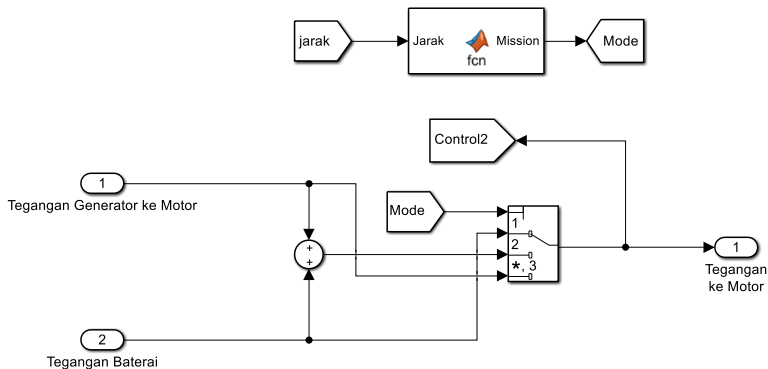 jarak
Jarak
Mission
fcn
Mode
Control2
1
Tegangan Generator ke Motor
Mode
1
2
*, 3
+
+
1
Tegangan
ke Motor
2
Tegangan Baterai